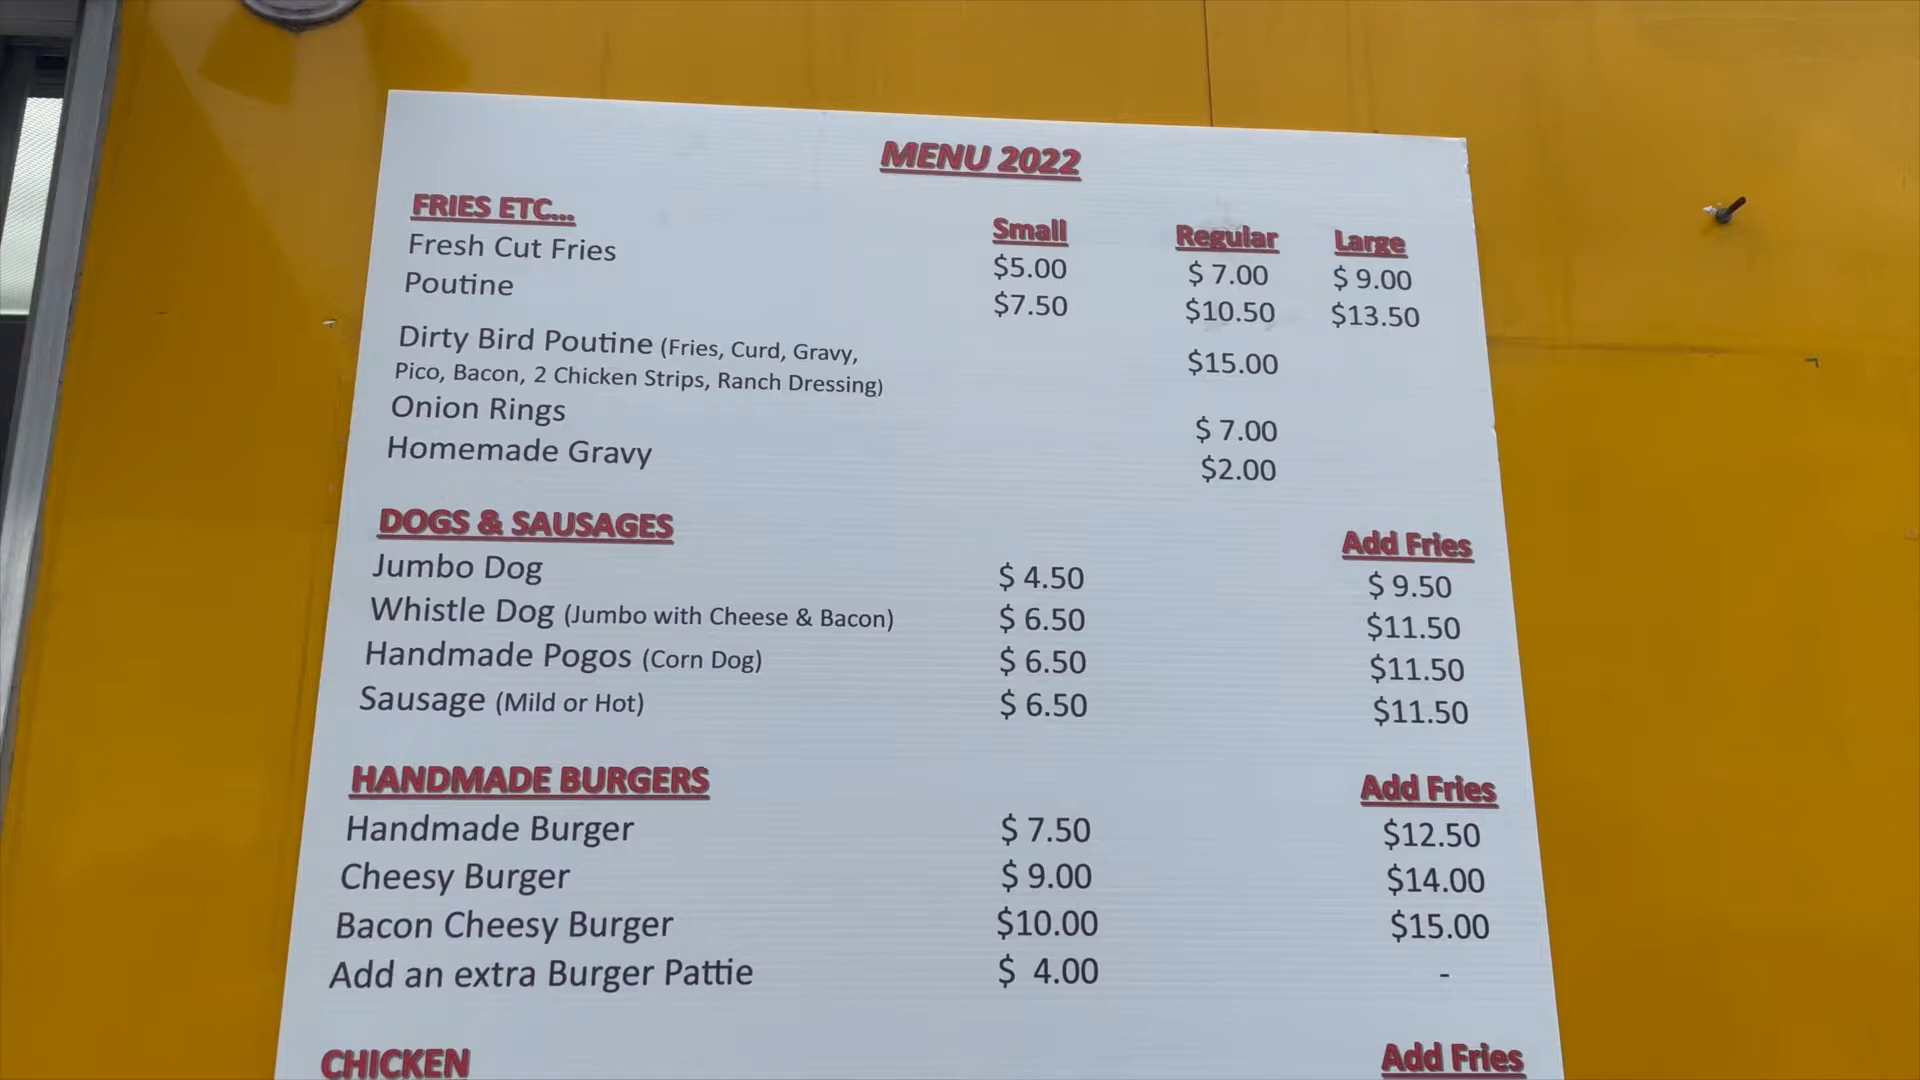 MENU 2022
FRIES ETC... Small Regular Large
Fresh Cut Fries $5.00 $ 7.00 $ 9.00
Poutine $7.50 $10.50 $13.50
Dirty Bird Poutine (Fries, Curd, Gravy, $15.00
Pico, Bacon, 2 Chicken Strips, Ranch Dressing)
Onion Rings $ 7.00
Homemade Gravy $2.00
DOGS & SAUSAGES Add Fries
Jumbo Dog $ 4.50 $ 9.50
Whistle Dog (Jumbo with Cheese & Bacon) $ 6.50 $11.50
Handmade Pogos (Corn Dog) $ 6.50 $11.50
Sausage (Mild or Hot) $ 6.50 $11.50
HANDMADE BURGERS Add Fries
Handmade Burger $ 7.50 $12.50
Cheesy Burger $ 9.00 $14.00
Bacon Cheesy Burger $10.00 $15.00
Add an extra Burger Pattie $ 4.00 -
CHICKEN Add Fries